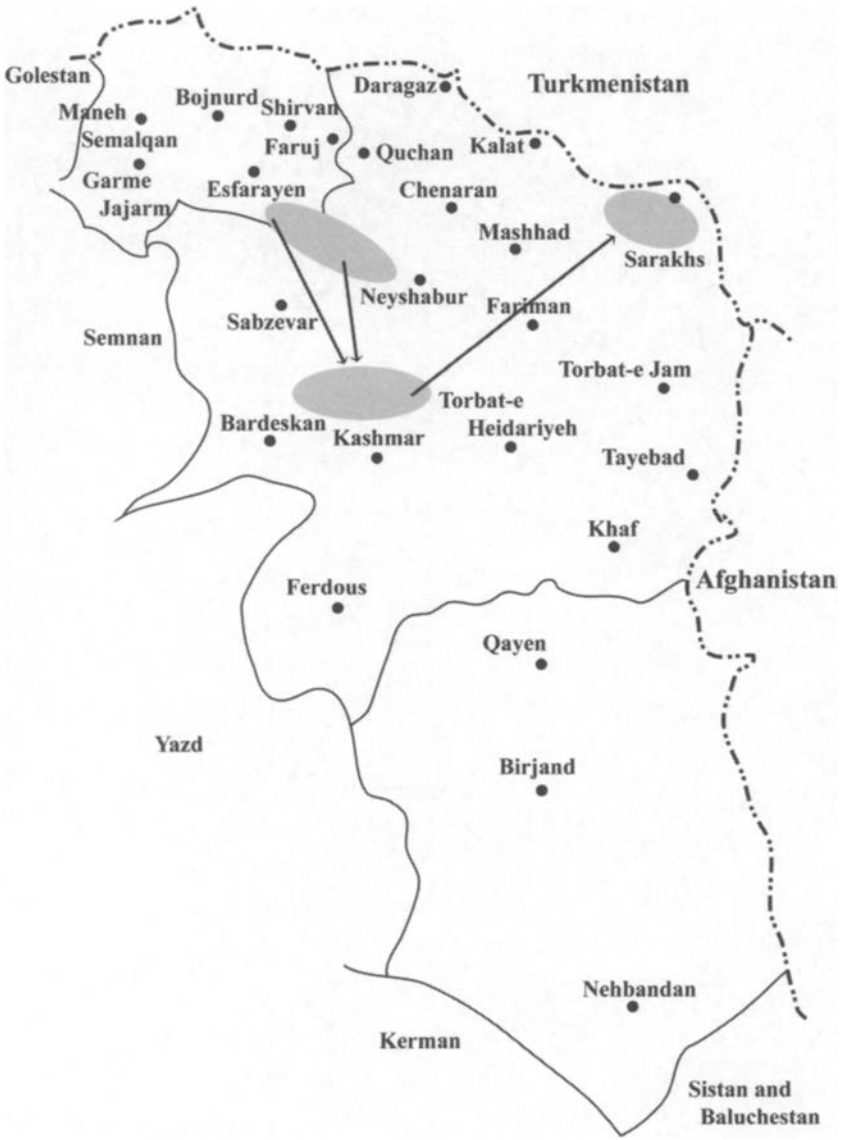 Golestan
Maneh
Semalqan
Garme
Jajarm
Bojnurd
Shirvan
Faruj
Esfarayen
Daragaz
Turkmenistan
Quchan
Kalat
Chenaran
Mashhad
Sarakhs
Neyshabur
Sabzevar
Fariman
Semnan
Torbat-e Jam
Torbat-e
Heidariyeh
Bardeskan
Kashmar
Tayebad
Khaf
Afghanistan
Ferdous
Qayen
Yazd
Birjand
Nehbandan
Kerman
Sistan and
Baluchestan